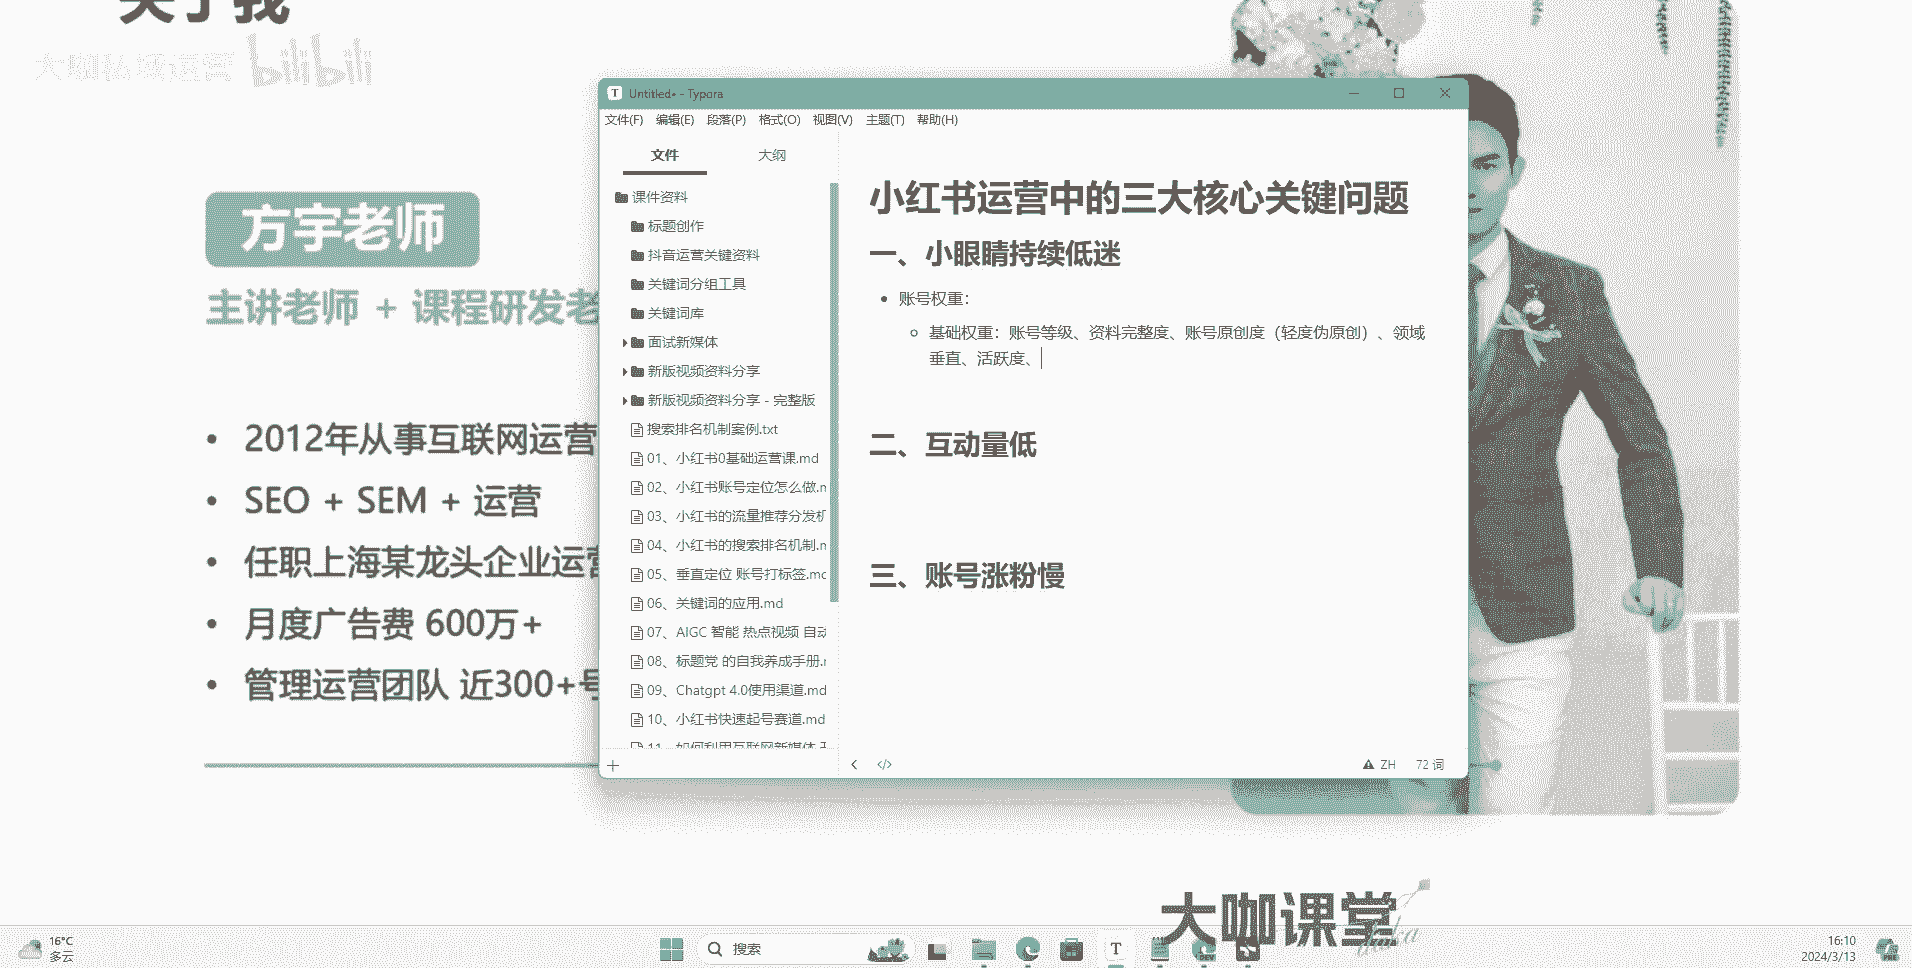 关于我
大咖私域运营 bilibili
方宇老师
主讲老师 + 课程研发老
• 2012年从事互联网运营
• SEO + SEM + 运营
• 任职上海某龙头企业运营
• 月度广告费 600万+
• 管理运营团队 近300+号
Untitled• - Typora
文件(F) 编辑(E) 段落(P) 格式(O) 视图(V) 主题(T) 帮助(H)
文件 大纲
课件资料
标题创作
抖音运营关键资料
关键词分组工具
关键词库
面试新媒体
新版视频资料分享
新版视频资料分享 - 完整版
搜索排名机制案例.txt
01、小红书0基础运营课.md
02、小红书账号定位怎么做.m
03、小红书的流量推荐分发机
04、小红书的搜索排名机制.m
05、垂直定位 账号打标签.mc
06、关键词的应用.md
07、AIGC 智能 热点视频 自动
08、标题党 的自我养成手册.r
09、Chatgpt 4.0使用渠道.md
10、小红书快速起号赛道.md
11、如何利用互联网新媒体
小红书运营中的三大核心关键问题
一、小眼睛持续低迷
• 账号权重：
基础权重：账号等级、资料完整度、账号原创度（轻度伪原创）、领域
垂直、活跃度、
二、互动量低
三、账号涨粉慢
ZH 72 词
大咖课堂
16°C
多云
搜索
T
16:10
2024/3/13